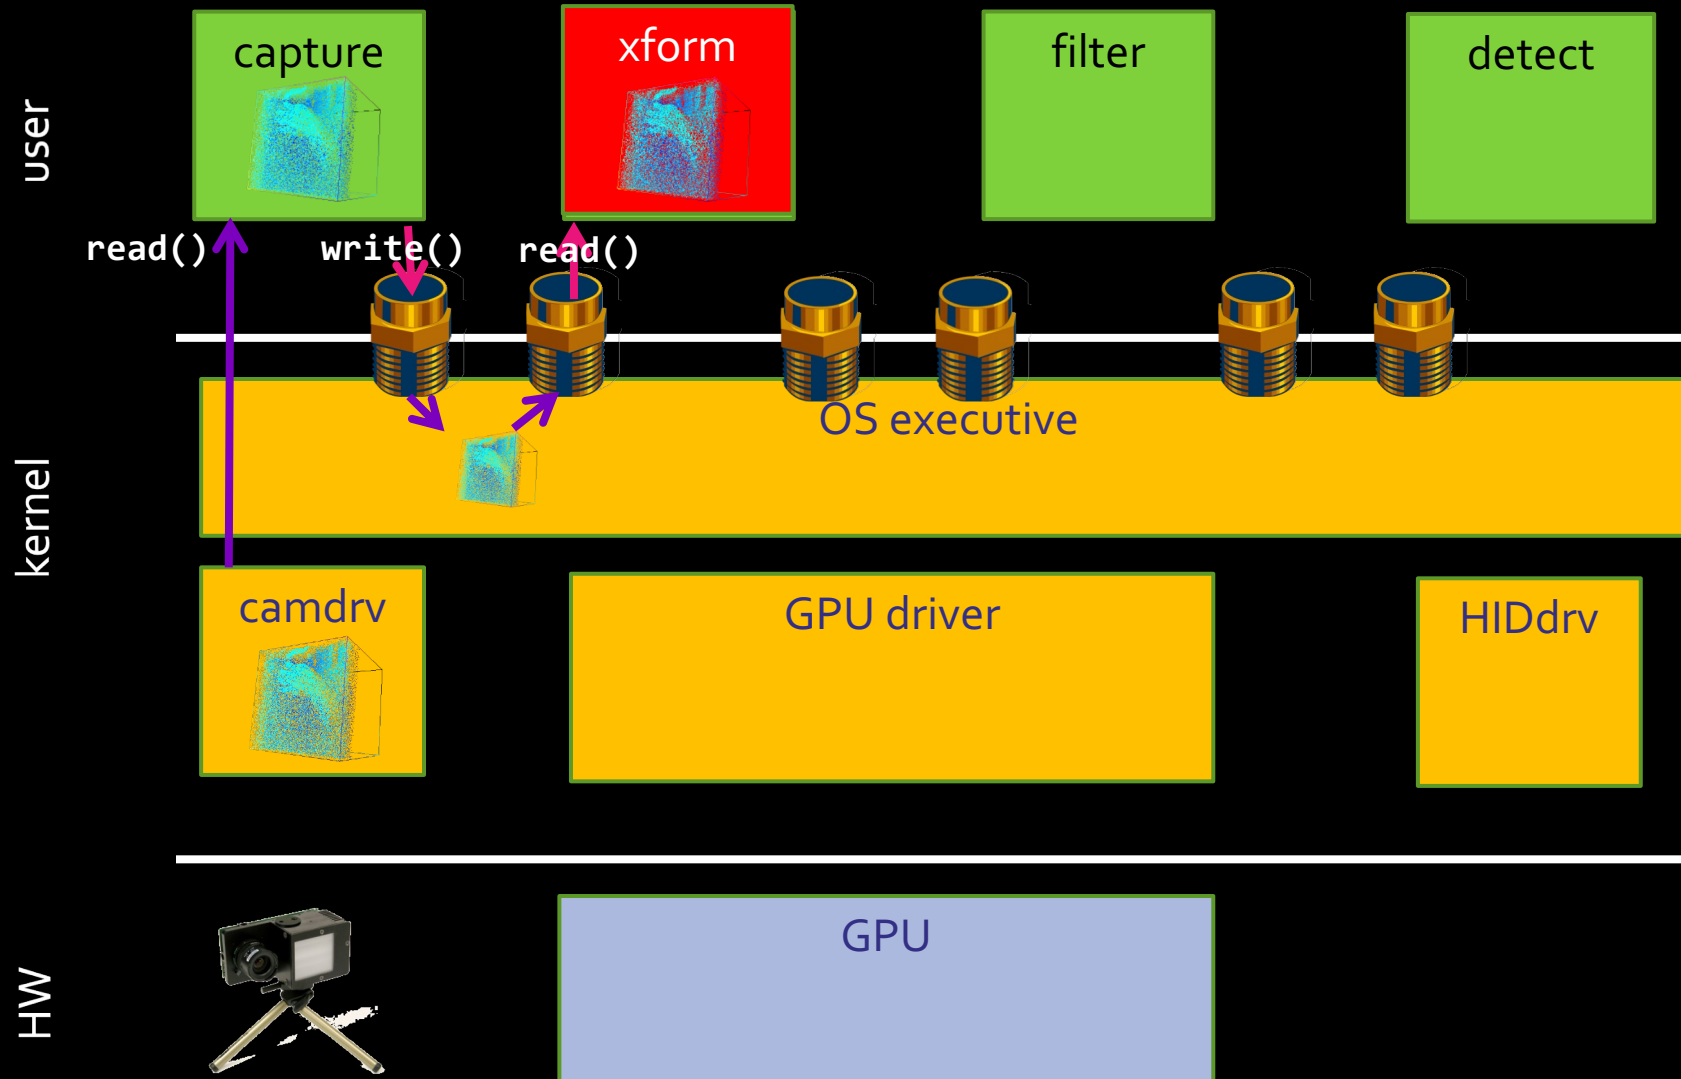 user
capture
xform
filter
detect
read()
write()
read()
kernel
OS executive
camdrv
GPU driver
HIDdrv
HW
GPU